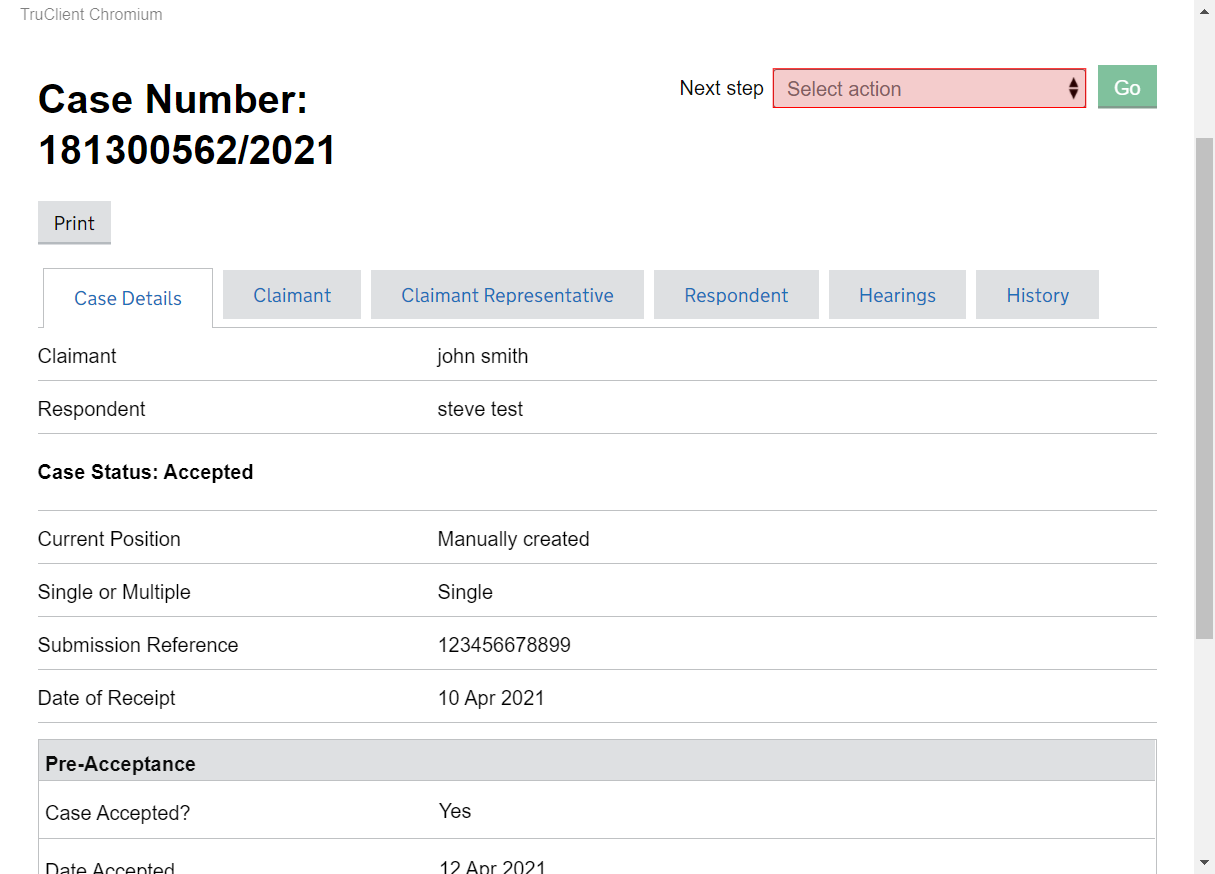 TruClient Chromium
Case Number:
181300562/2021
Next step Select action Go
Print
Case Details Claimant Claimant Representative Respondent Hearings History
Claimant john smith
Respondent steve test
Case Status: Accepted
Current Position Manually created
Single or Multiple Single
Submission Reference 123456678899
Date of Receipt 10 Apr 2021
Pre-Acceptance
Case Accepted? Yes
Date Accepted 12 Apr 2021